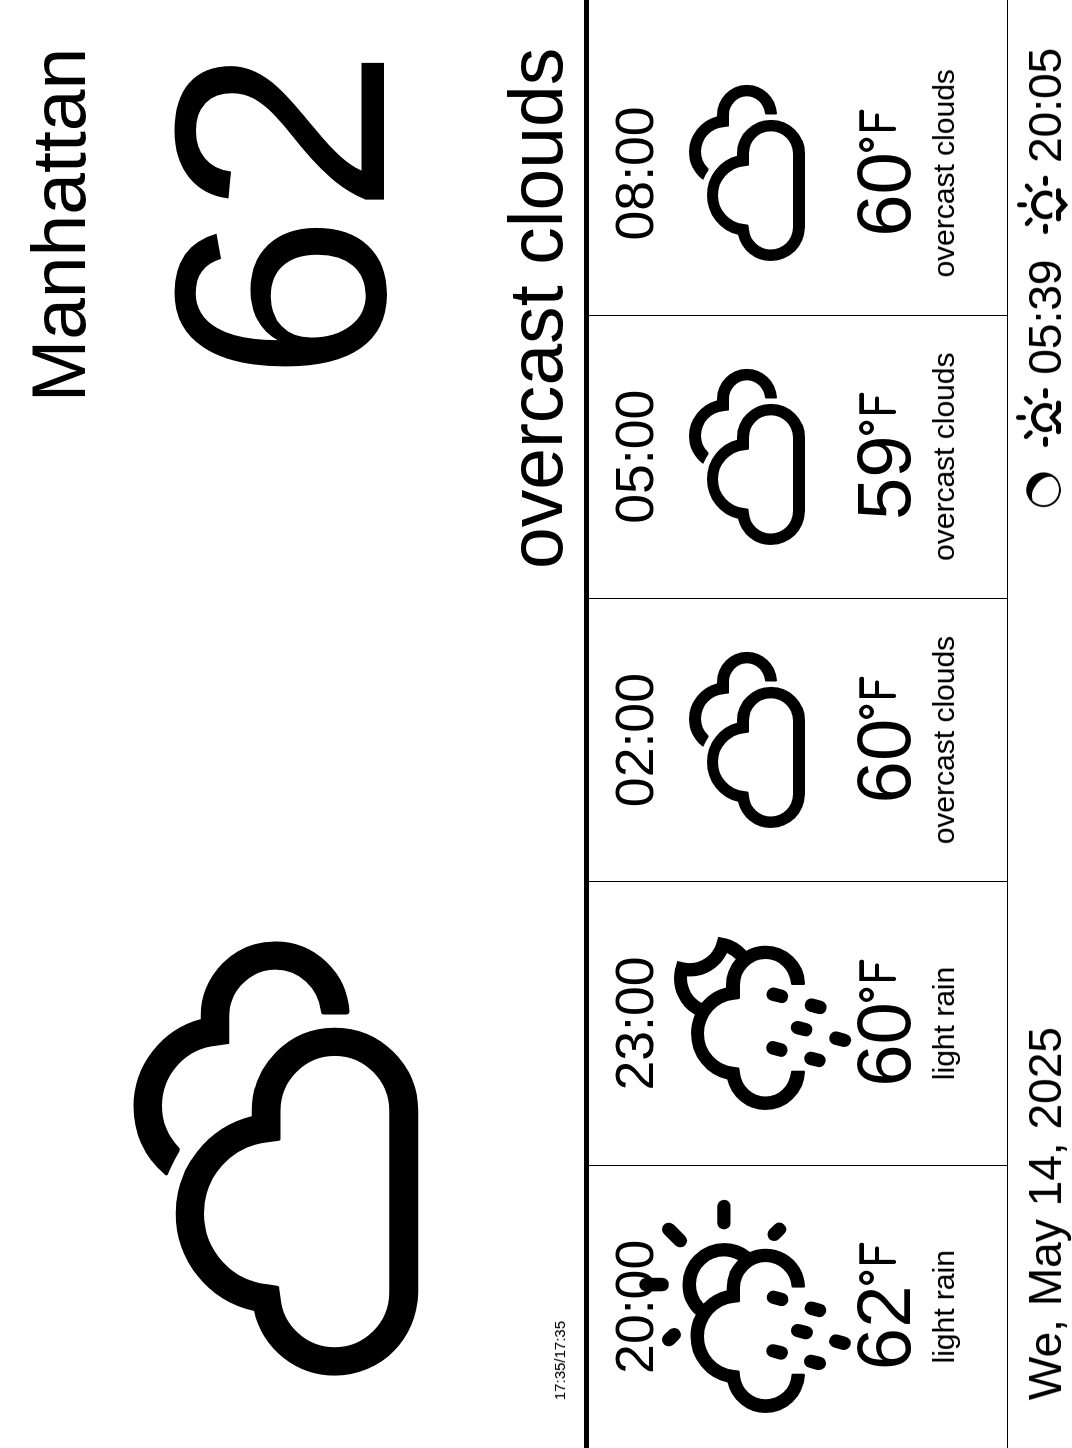 Manhattan
62
overcast clouds
17:35/17:35
20:00 23:00 02:00 05:00 08:00
62°F 60°F 60°F 59°F 60°F
light rain light rain overcast clouds overcast clouds overcast clouds
We, May 14, 2025 05:39 20:05